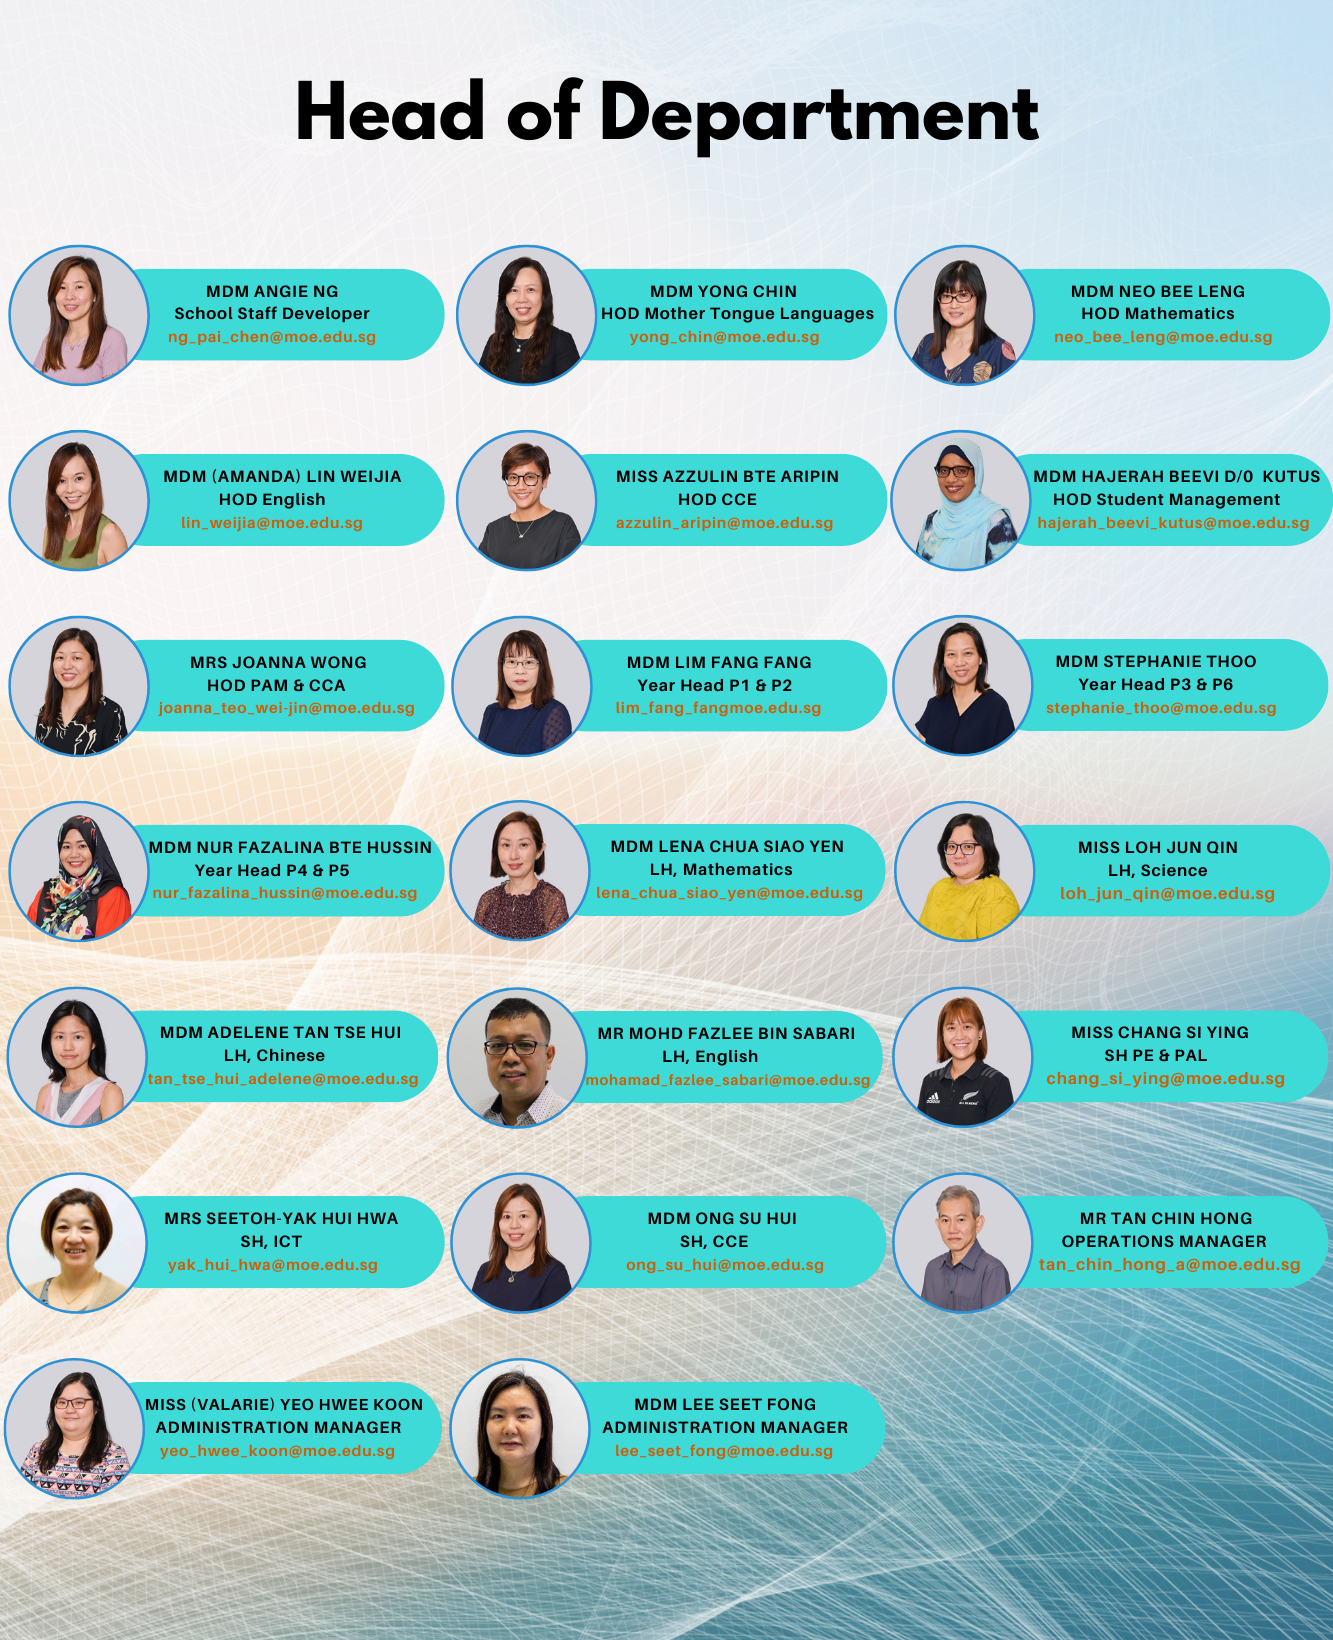 Head of Department
MDM ANGIE NG
School Staff Developer
ng_pai_chen@moe.edu.sg
MDM YONG CHIN
HOD Mother Tongue Languages
yong_chin@moe.edu.sg
MDM NEO BEE LENG
HOD Mathematics
neo_bee_leng@moe.edu.sg
MDM (AMANDA) LIN WEIJIA
HOD English
lin_weijia@moe.edu.sg
MISS AZZULIN BTE ARIPIN
HOD CCE
azzulin_aripin@moe.edu.sg
MDM HAJERAH BEEVI D/0 KUTUS
HOD Student Management
hajerah_beevi_kutus@moe.edu.sg
MRS JOANNA WONG
HOD PAM & CCA
joanna_teo_wei-jin@moe.edu.sg
MDM LIM FANG FANG
Year Head P1 & P2
lim_fang_fangmoe.edu.sg
MDM STEPHANIE THOO
Year Head P3 & P6
stephanie_thoo@moe.edu.sg
MDM NUR FAZALINA BTE HUSSIN
Year Head P4 & P5
nur_fazalina_hussin@moe.edu.sg
MDM LENA CHUA SIAO YEN
LH, Mathematics
lena_chua_siao_yen@moe.edu.sg
MISS LOH JUN QIN
LH, Science
loh_jun_qin@moe.edu.sg
MDM ADELENE TAN TSE HUI
LH, Chinese
tan_tse_hui_adelene@moe.edu.sg
MR MOHD FAZLEE BIN SABARI
LH, English
mohamad_fazlee_sabari@moe.edu.sg
MISS CHANG SI YING
SH PE & PAL
chang_si_ying@moe.edu.sg
MRS SEETOH-YAK HUI HWA
SH, ICT
yak_hui_hwa@moe.edu.sg
MDM ONG SU HUI
SH, CCE
ong_su_hui@moe.edu.sg
MR TAN CHIN HONG
OPERATIONS MANAGER
tan_chin_hong_a@moe.edu.sg
MISS (VALARIE) YEO HWEE KOON
ADMINISTRATION MANAGER
yeo_hwee_koon@moe.edu.sg
MDM LEE SEET FONG
ADMINISTRATION MANAGER
lee_seet_fong@moe.edu.sg